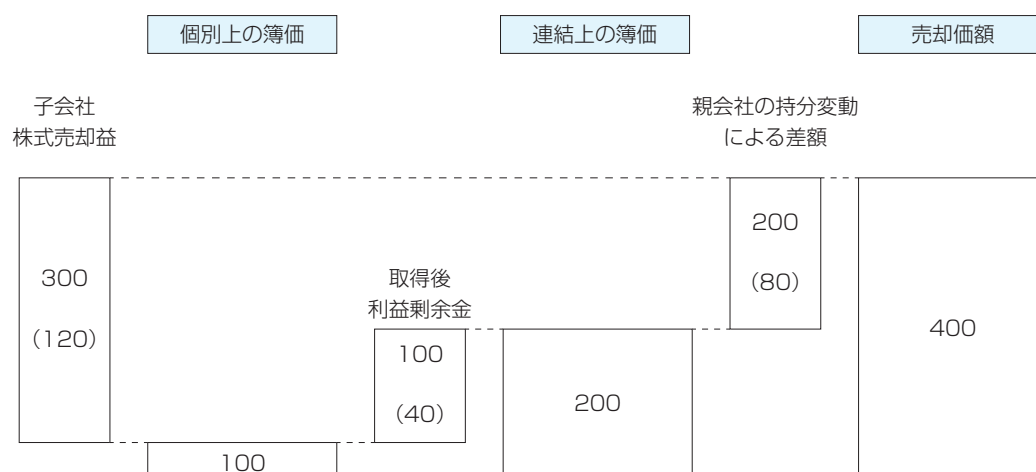 個別上の簿価
連結上の簿価
売却価額
子会社
株式売却益
親会社の持分変動
による差額
300
（120）
取得後
利益剰余金
100
（40）
200
（80）
400
200
100